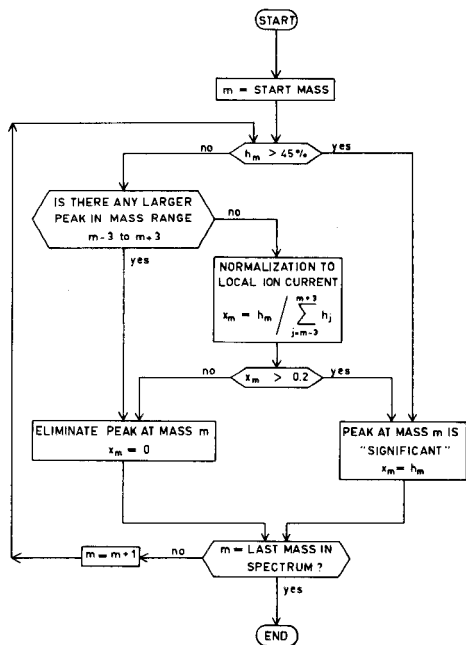 START
m = START MASS
no
h_m > 45%
yes
IS THERE ANY LARGER
PEAK IN MASS RANGE
m-3 to m+3
no
yes
NORMALIZATION TO
LOCAL ION CURRENT
x_m = h_m / \sum_{j=m-3}^{m+3} h_j
no
x_m > 0.2
yes
ELIMINATE PEAK AT MASS m
x_m = 0
PEAK AT MASS m IS
"SIGNIFICANT"
x_m = h_m
m = m+1
no
m = LAST MASS IN
SPECTRUM ?
yes
END